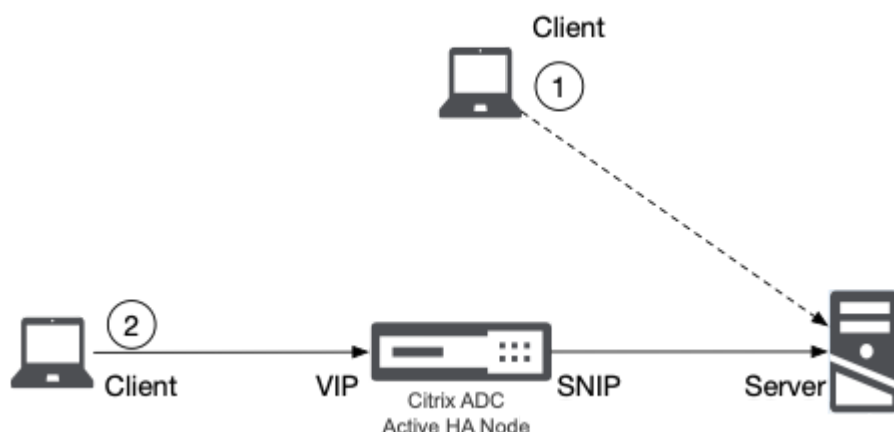 Client
1
2
Client
VIP
SNIP
Server
Citrix ADC
Active HA Node